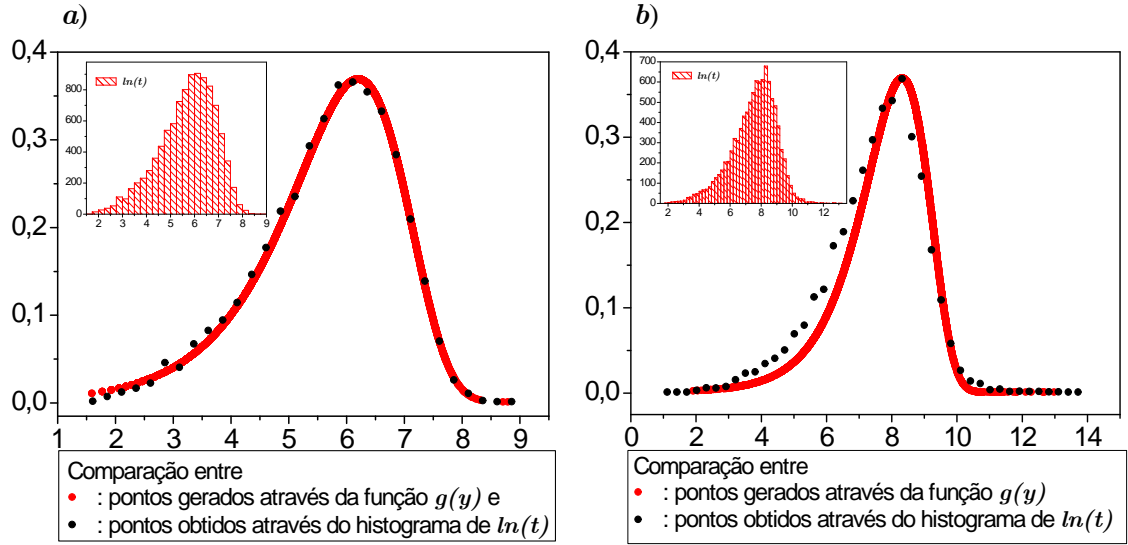 a)
0,4
0,3
0,2
0,1
0,0
800
600
400
200
0
ln(t)
2 3 4 5 6 7 8 9
1 2 3 4 5 6 7 8 9
Comparação entre
: pontos gerados através da função g(y) e
: pontos obtidos através do histograma de ln(t)
b)
0,4
0,3
0,2
0,1
0,0
700
600
500
400
300
200
100
0
ln(t)
2 4 6 8 10 12
0 2 4 6 8 10 12 14
Comparação entre
: pontos gerados através da função g(y)
: pontos obtidos através do histograma de ln(t)